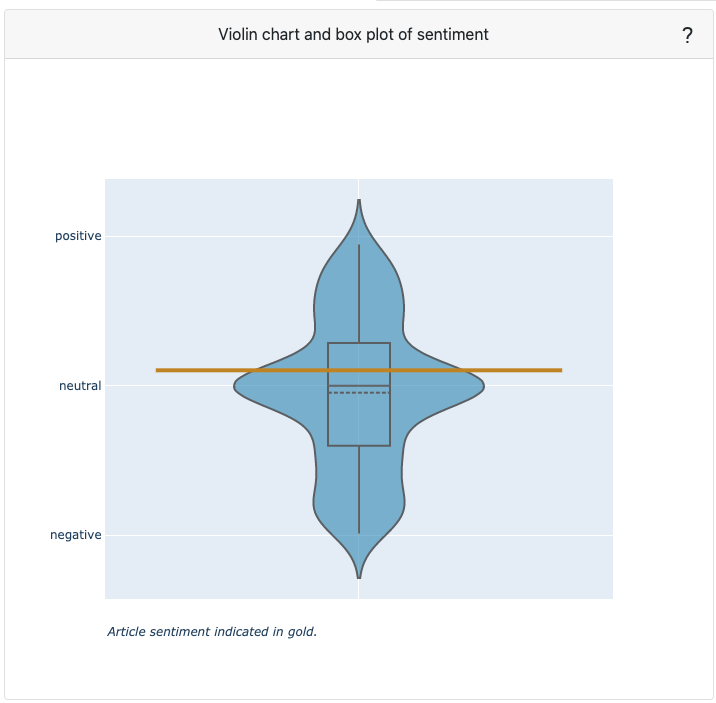 Violin chart and box plot of sentiment
?
positive
neutral
negative
Article sentiment indicated in gold.